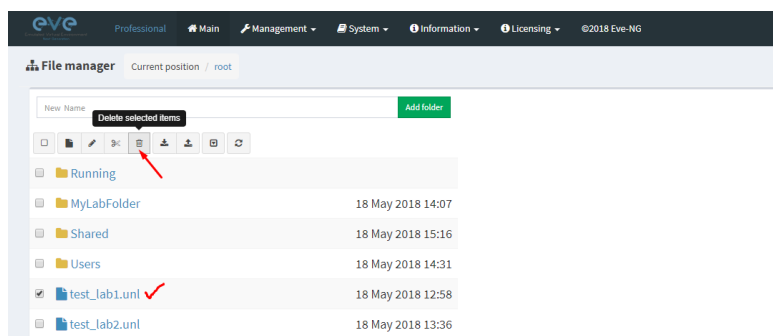 eve
Professional Main Management System Information Licensing ©2018 Eve-NG
File manager Current position / root
New Name Add folder
Delete selected items
Running
MyLabFolder 18 May 2018 14:07
Shared 18 May 2018 15:16
Users 18 May 2018 14:31
test_lab1.unl 18 May 2018 12:58
test_lab2.unl 18 May 2018 13:36